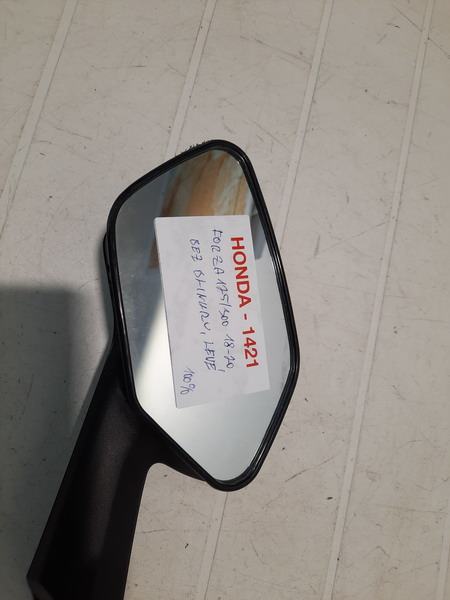 HONDA - 1421
FORZA 125/300 18-20
BEZ BLINKRU, LEVÉ
100%